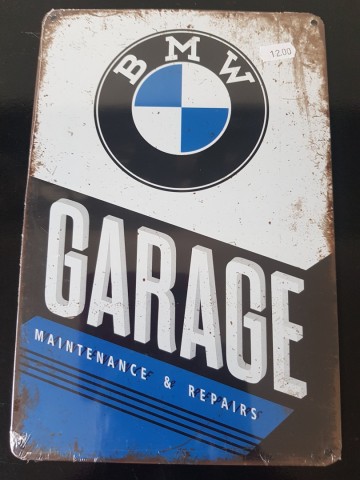 BMW
12.00
GARAGE
MAINTENANCE & REPAIRS